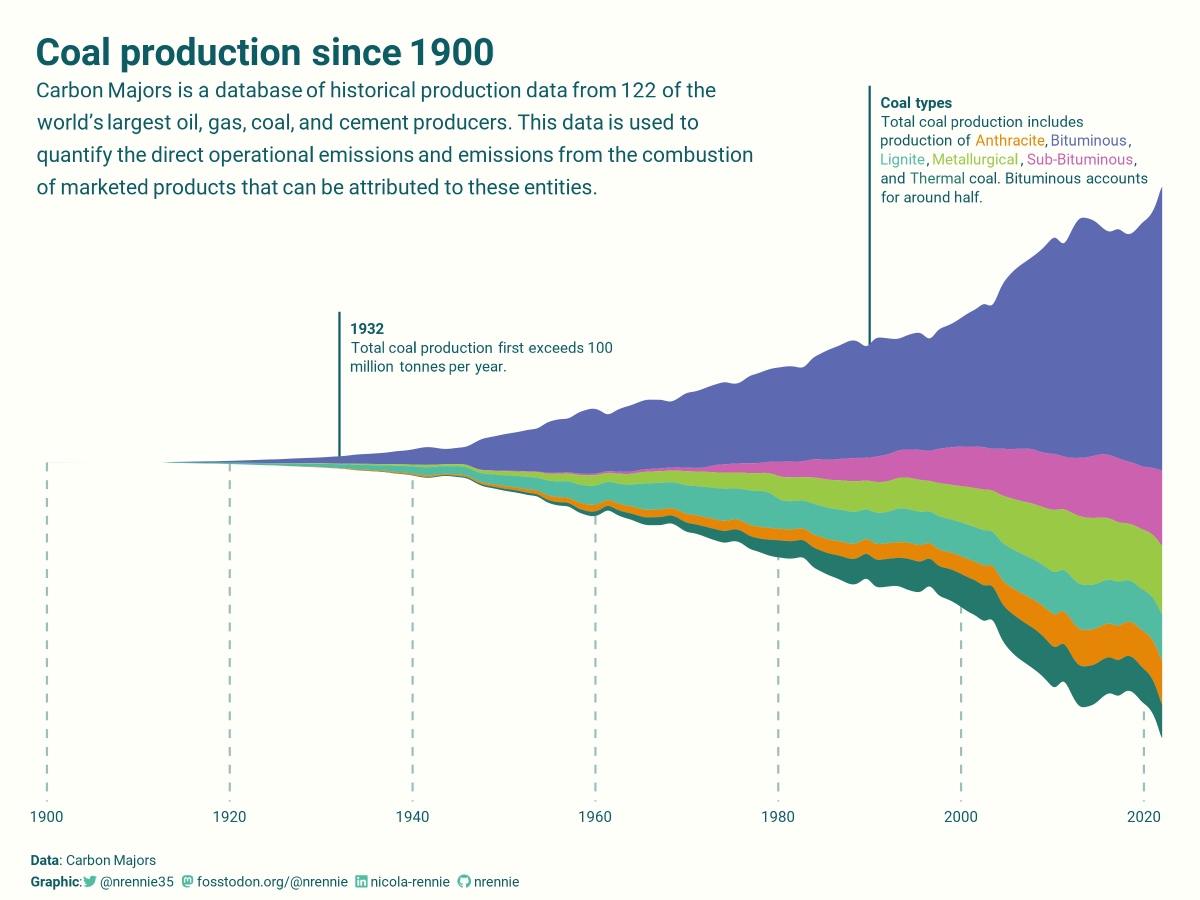 Coal production since 1900
Carbon Majors is a database of historical production data from 122 of the
world's largest oil, gas, coal, and cement producers. This data is used to
quantify the direct operational emissions and emissions from the combustion
of marketed products that can be attributed to these entities.
Coal types
Total coal production includes
production of Anthracite, Bituminous,
Lignite, Metallurgical, Sub-Bituminous,
and Thermal coal. Bituminous accounts
for around half.
1932
Total coal production first exceeds 100
million tonnes per year.
1900 1920 1940 1960 1980 2000 2020
Data: Carbon Majors
Graphic: @nrennie35 fosstodon.org/@nrennie nicola-rennie nrennie